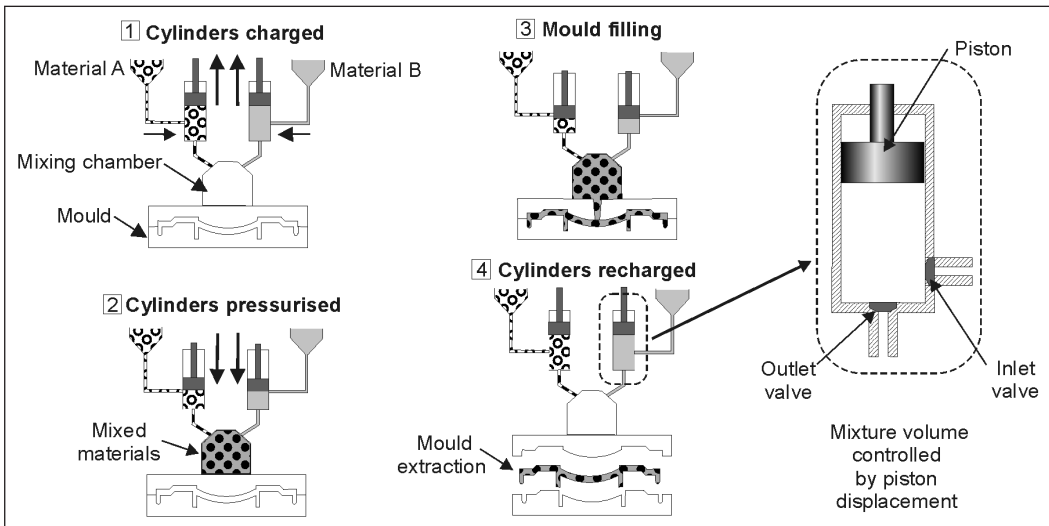 1 Cylinders charged
Material A
Material B
Mixing chamber
Mould
2 Cylinders pressurised
Mixed
materials
3 Mould filling
4 Cylinders recharged
Mould
extraction
Piston
Outlet
valve
Inlet
valve
Mixture volume
controlled
by piston
displacement